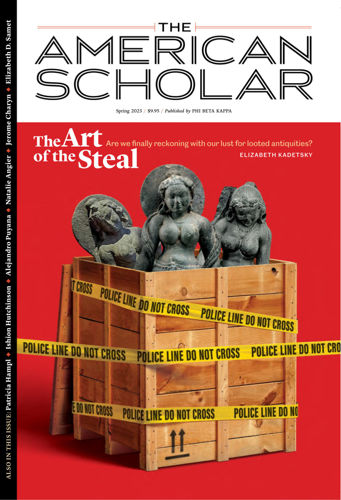 THE
AMERICAN
SCHOLAR
Spring 2025 / $9.95 / Published by PHI BETA KAPPA
The Art
of the Steal
Are we finally reckoning with our lust for looted antiquities?
ELIZABETH KADETSKY
ALSO IN THIS ISSUE: Patricia Hampl ◆ Ishion Hutchinson ◆ Alejandro Puyana ◆ Natalie Angier ◆ Jerome Charyn ◆ Elizabeth D. Samet
T CROSS POLICE LINE DO NOT CROSS
POLICE LINE DO NOT CROSS POLICE LINE DO NOT CROSS POLICE LINE DO NOT CRO
E DO NOT CROSS POLICE LINE DO NOT CROSS POLICE LINE DO NO